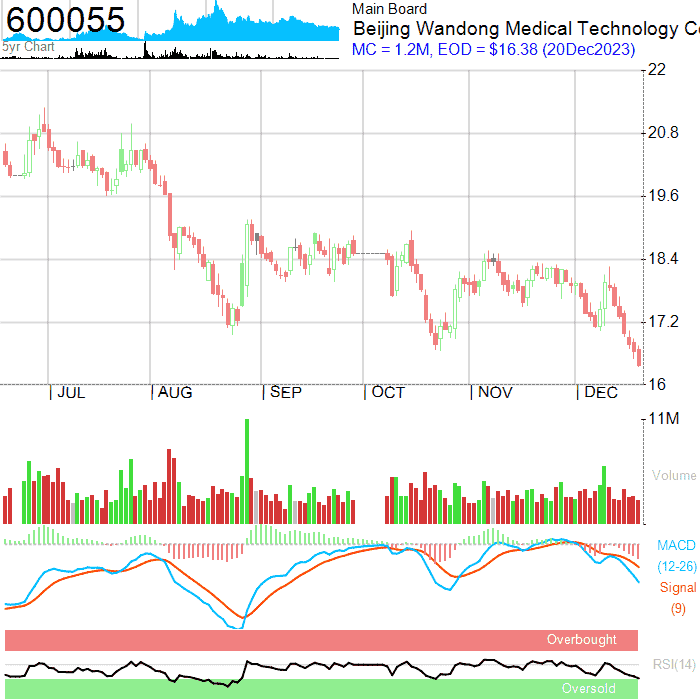 600055
5yr Chart
Main Board
Beijing Wandong Medical Technology Co
MC = 1.2M, EOD = $16.38 (20Dec2023)
22
20.8
19.6
18.4
17.2
16
JUL AUG SEP OCT NOV DEC
11M
Volume
MACD
(12-26)
Signal
(9)
Overbought
RSI(14)
Oversold